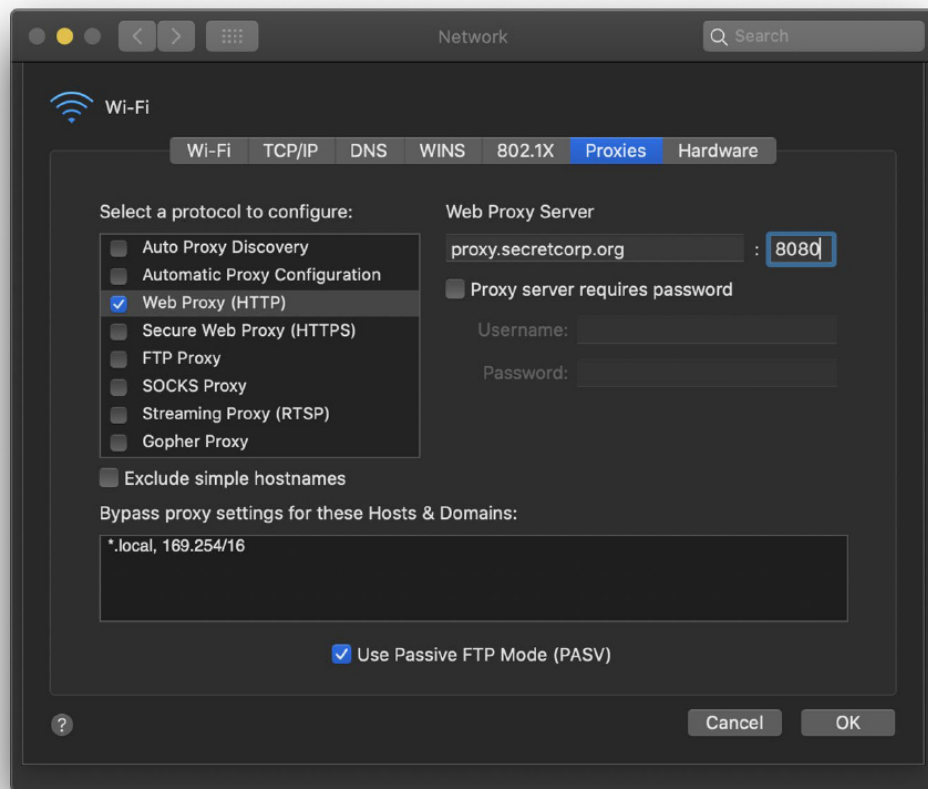 Network
Search
Wi-Fi
Wi-Fi TCP/IP DNS WINS 802.1X Proxies Hardware
Select a protocol to configure:
Auto Proxy Discovery
Automatic Proxy Configuration
Web Proxy (HTTP)
Secure Web Proxy (HTTPS)
FTP Proxy
SOCKS Proxy
Streaming Proxy (RTSP)
Gopher Proxy
Web Proxy Server
proxy.secretcorp.org : 8080
Proxy server requires password
Username:
Password:
Exclude simple hostnames
Bypass proxy settings for these Hosts & Domains:
*.local, 169.254/16
Use Passive FTP Mode (PASV)
?
Cancel OK